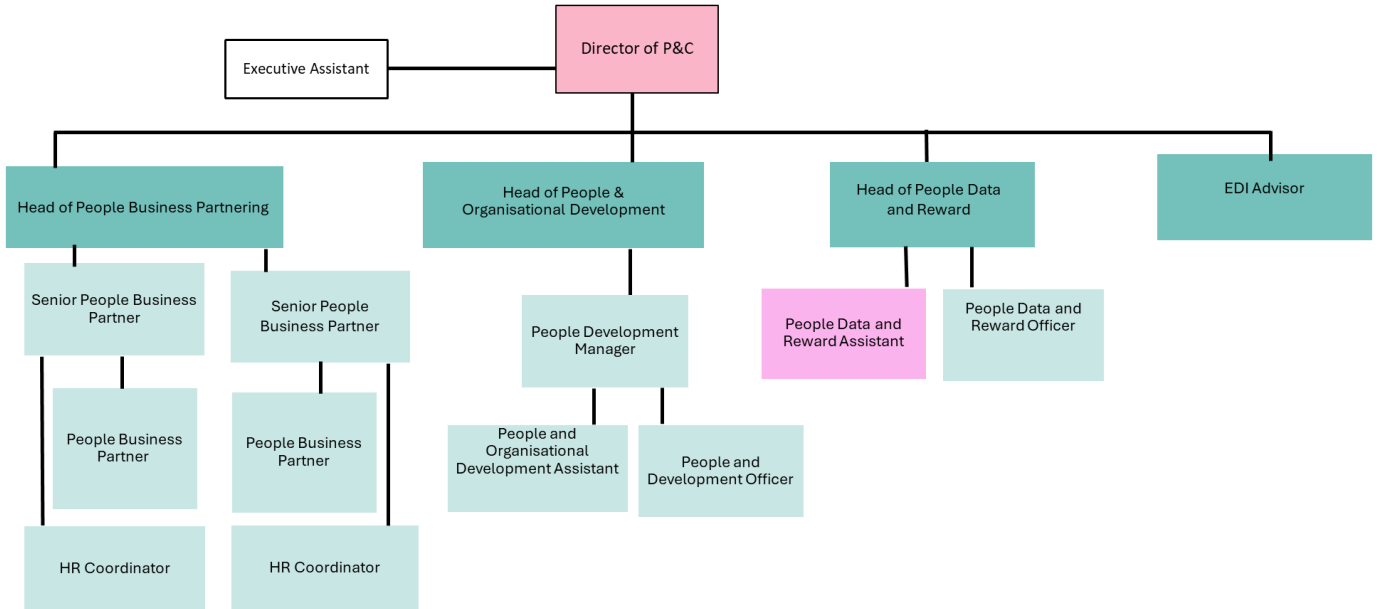 Director of P&C
Executive Assistant
Head of People Business Partnering
Head of People &
Organisational Development
Head of People Data
and Reward
EDI Advisor
Senior People Business
Partner
Senior People
Business Partner
People Development
Manager
People Data and
Reward Assistant
People Data and
Reward Officer
People Business
Partner
People Business
Partner
People and
Organisational
Development Assistant
People and
Development Officer
HR Coordinator
HR Coordinator